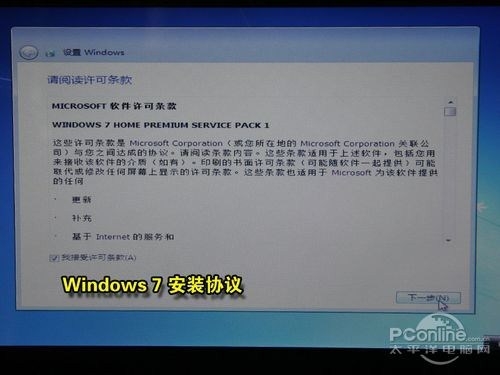 设置 Windows
请阅读许可条款
MICROSOFT 软件许可条款
WINDOWS 7 HOME PREMIUM SERVICE PACK 1
这些许可条款是 Microsoft Corporation（或您所在地的 Microsoft Corporation 关联公
司）与您之间达成的协议。请阅读条款内容。这些条款适用于上述软件，包括您用
来接收该软件的介质（如有）。印刷的书面许可条款（可能随软件一起提供）可能
取代或修改任何屏幕上显示的许可条款。这些条款也适用于 Microsoft 为该软件提供
的任何
· 更新
· 补充
· 基于 Internet 的服务和
我接受许可条款(A)
Windows 7 安装协议
下一步(N)
PConline.com.cn
太平洋电脑网